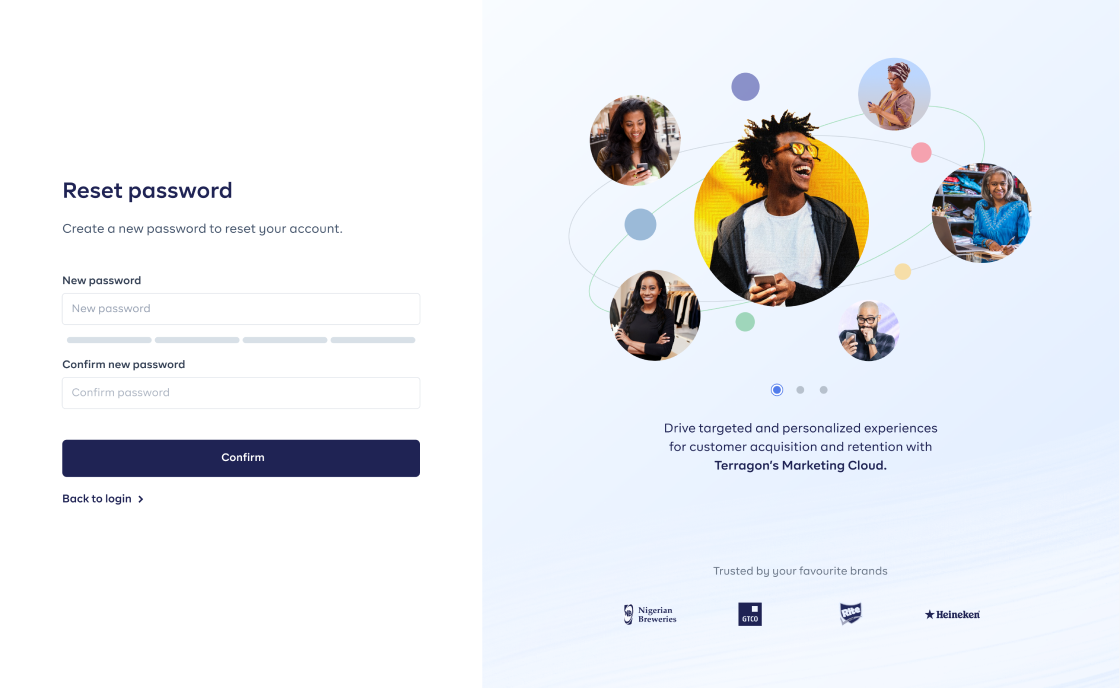 Reset password
Create a new password to reset your account.
New password
New password
Confirm new password
Confirm password
Confirm
Back to login
Drive targeted and personalized experiences
for customer acquisition and retention with
Terragon's Marketing Cloud.
Trusted by your favourite brands
Nigerian
Breweries
GTCO
Rite
Heineken